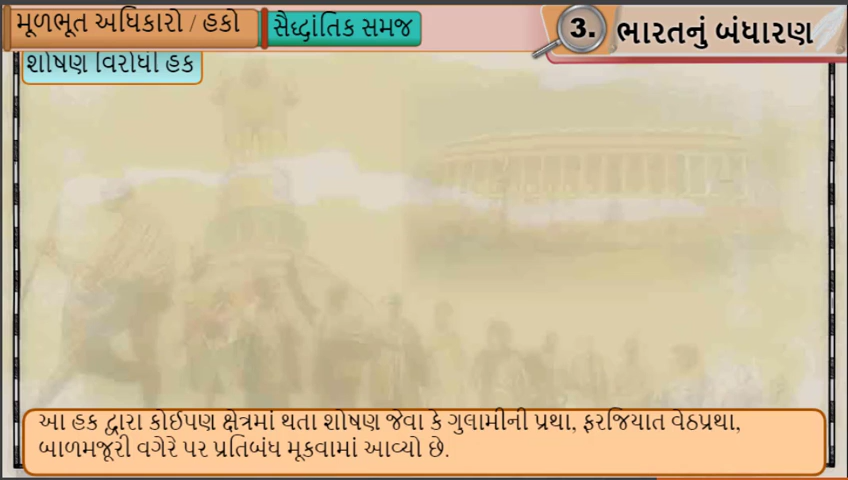 મૂળભૂત અધિકારો / હકો
સૈદ્ધાંતિક સમજ
3. ભારતનું બંધારણ
શોષણ વિરોધી હક
આ હક દ્વારા કોઈપણ ક્ષેત્રમાં થતા શોષણ જેવા કે ગુલામીની પ્રથા, ફરજિયાત વેઠપ્રથા,
બાળમજૂરી વગેરે પર પ્રતિબંધ મૂકવામાં આવ્યો છે.